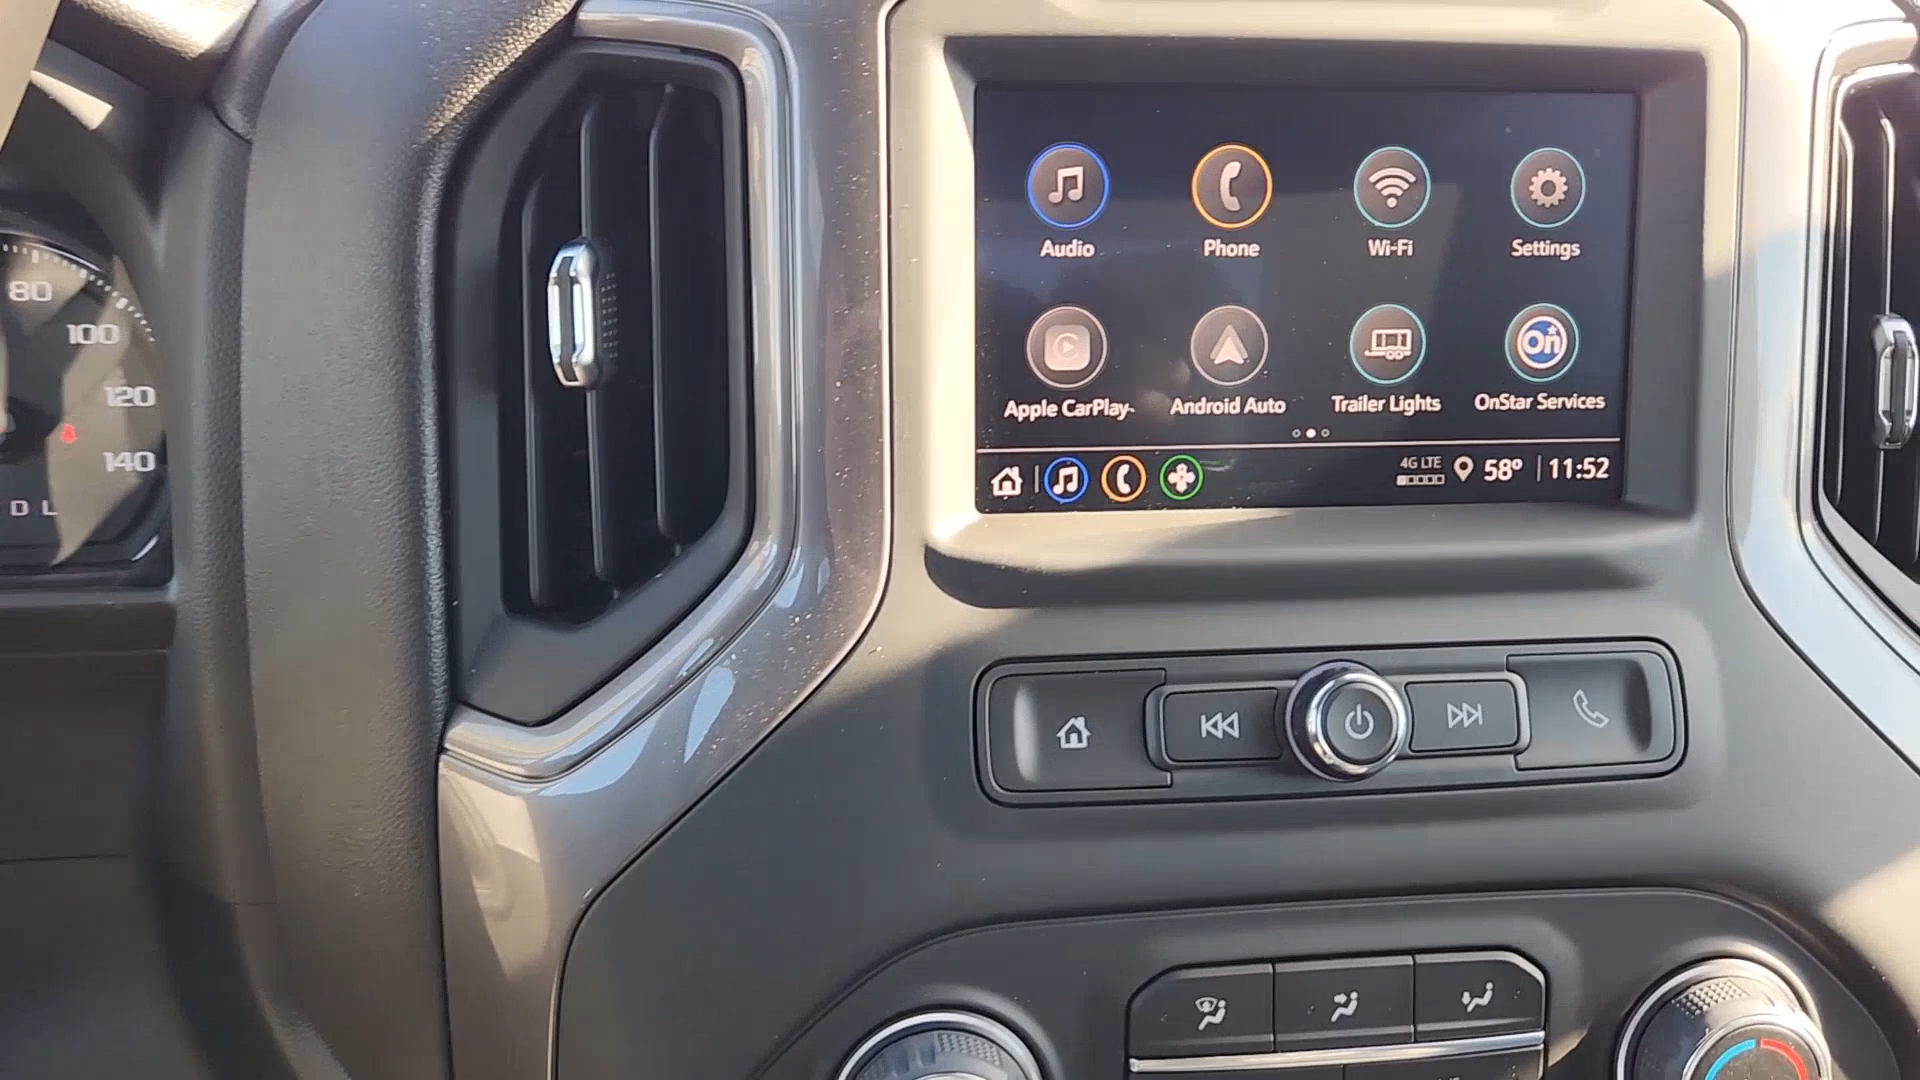 80
100
120
140
D L
Audio Phone Wi-Fi Settings
Apple CarPlay Android Auto Trailer Lights OnStar Services
On
4G LTE 58° 11:52